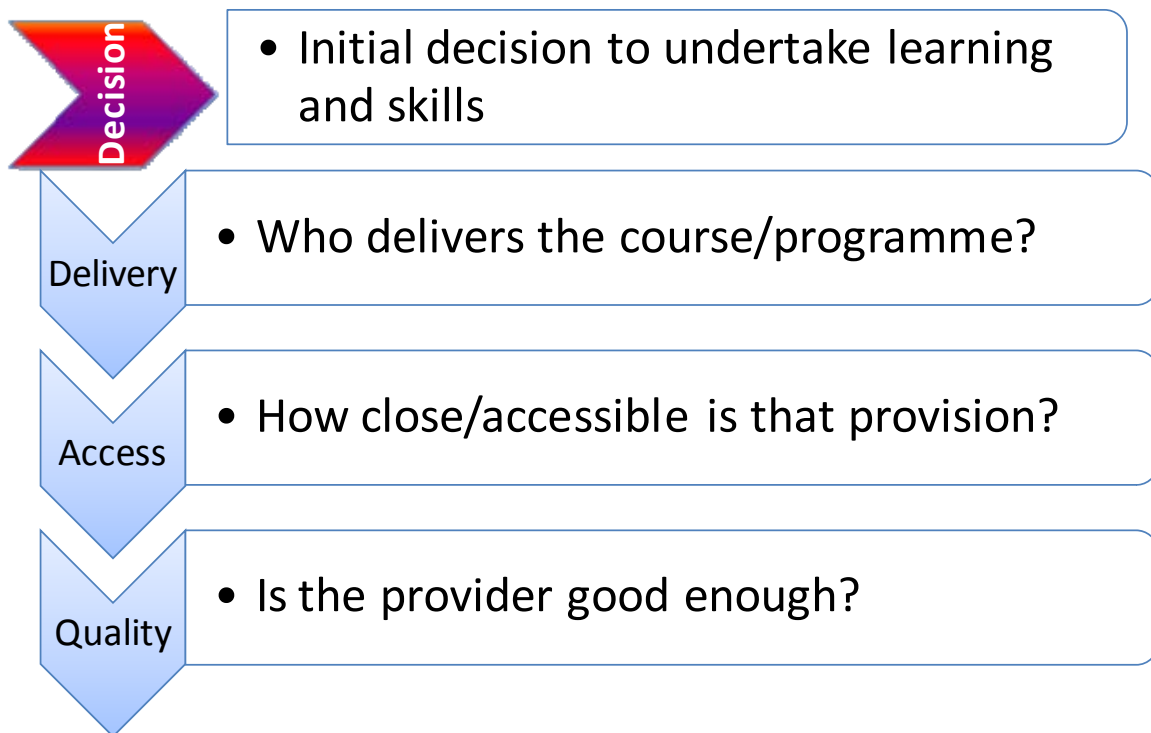 Decision
• Initial decision to undertake learning
and skills
Delivery
• Who delivers the course/programme?
Access
• How close/accessible is that provision?
Quality
• Is the provider good enough?